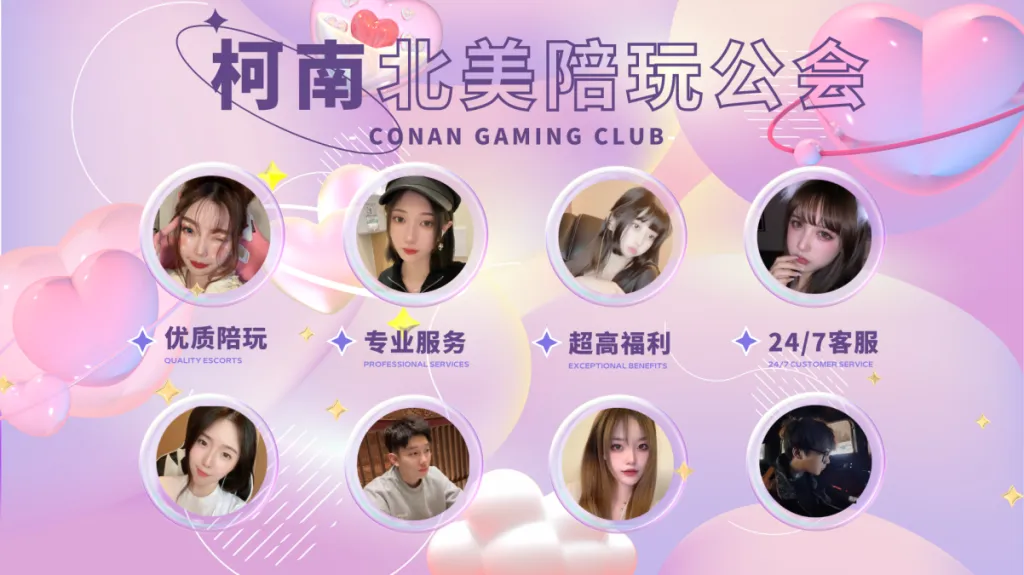 柯南北美陪玩公会
CONAN GAMING CLUB
优质陪玩
QUALITY ESCORTS
专业服务
PROFESSIONAL SERVICES
超高福利
EXCEPTIONAL BENEFITS
24/7客服
24/7 CUSTOMER SERVICE